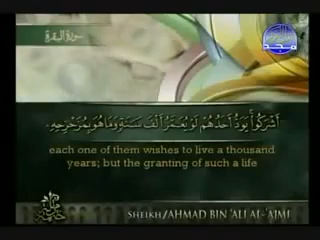 سورة البقرة
المجد
أَشْرَكُوا۟ يَوَدُّ أَحَدُهُمْ لَوْ يُعَمَّرُ أَلْفَ سَنَةٍ وَمَا هُوَ بِمُزَحْزِحِهِۦ
each one of them wishes to live a thousand
years; but the granting of such a life
SHEIKH/AHMAD BIN 'ALI AL-'AJMI